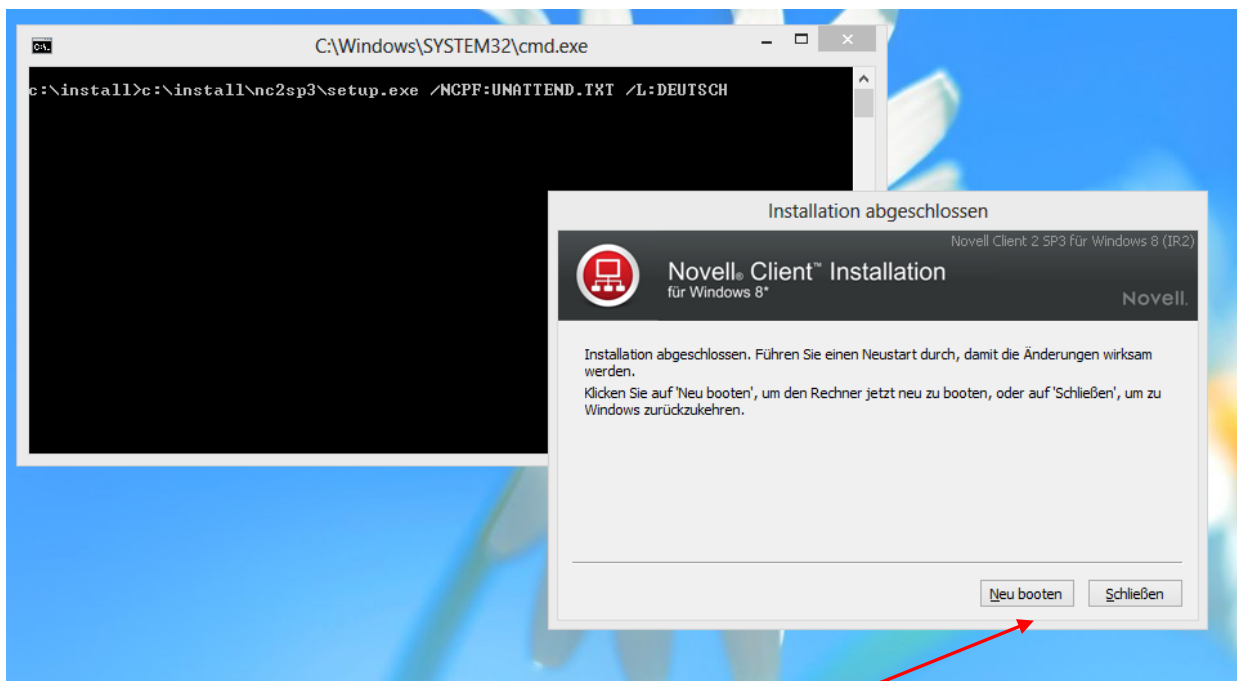 C:\Windows\SYSTEM32\cmd.exe
c:\install>c:\install\nc2sp3\setup.exe /NCPF:UNATTEND.TXT /L:DEUTSCH
Installation abgeschlossen
Novell Client 2 SP3 für Windows 8 (IR2)
Novell® Client™ Installation
für Windows 8*
Novell.
Installation abgeschlossen. Führen Sie einen Neustart durch, damit die Änderungen wirksam
werden.
Klicken Sie auf 'Neu booten', um den Rechner jetzt neu zu booten, oder auf 'Schließen', um zu
Windows zurückzukehren.
Neu booten
Schließen